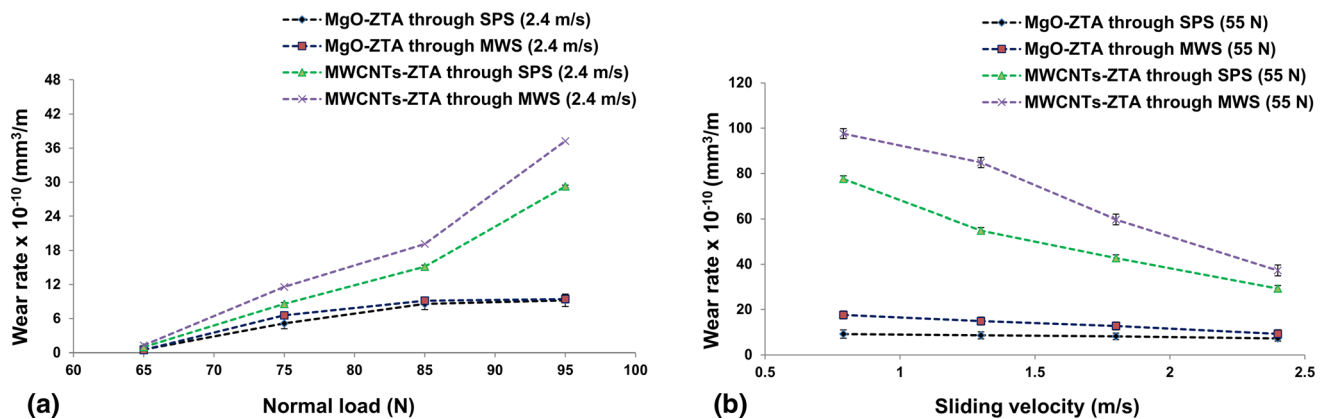 MgO-ZTA through SPS (2.4 m/s)
MgO-ZTA through MWS (2.4 m/s)
MWCNTs-ZTA through SPS (2.4 m/s)
MWCNTs-ZTA through MWS (2.4 m/s)
48
42
36
30
24
18
12
6
0
60 65 70 75 80 85 90 95 100
Wear rate x 10⁻¹⁰ (mm³/m)
Normal load (N)
(a)
MgO-ZTA through SPS (55 N)
MgO-ZTA through MWS (55 N)
MWCNTs-ZTA through SPS (55 N)
MWCNTs-ZTA through MWS (55 N)
120
100
80
60
40
20
0
0.5 1 1.5 2 2.5
Wear rate x 10⁻¹⁰ (mm³/m)
Sliding velocity (m/s)
(b)